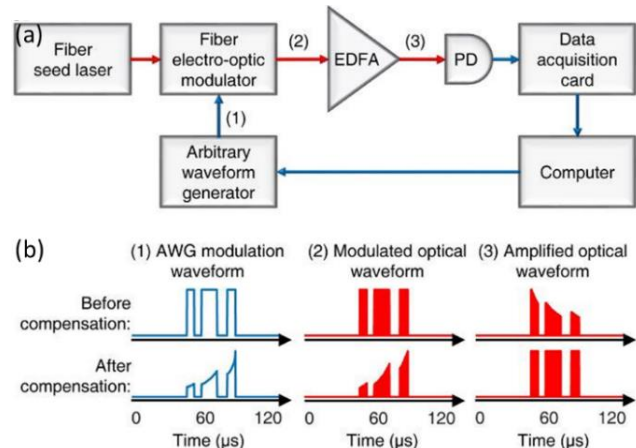 (a)
Fiber
seed laser
Fiber
electro-optic
modulator
(2)
EDFA
(3)
PD
Data
acquisition
card
(1)
Arbitrary
waveform
generator
Computer
(b)
(1) AWG modulation
waveform
(2) Modulated optical
waveform
(3) Amplified optical
waveform
Before
compensation:
After
compensation:
0 60 120
Time (μs)
0 60 120
Time (μs)
0 60 120
Time (μs)